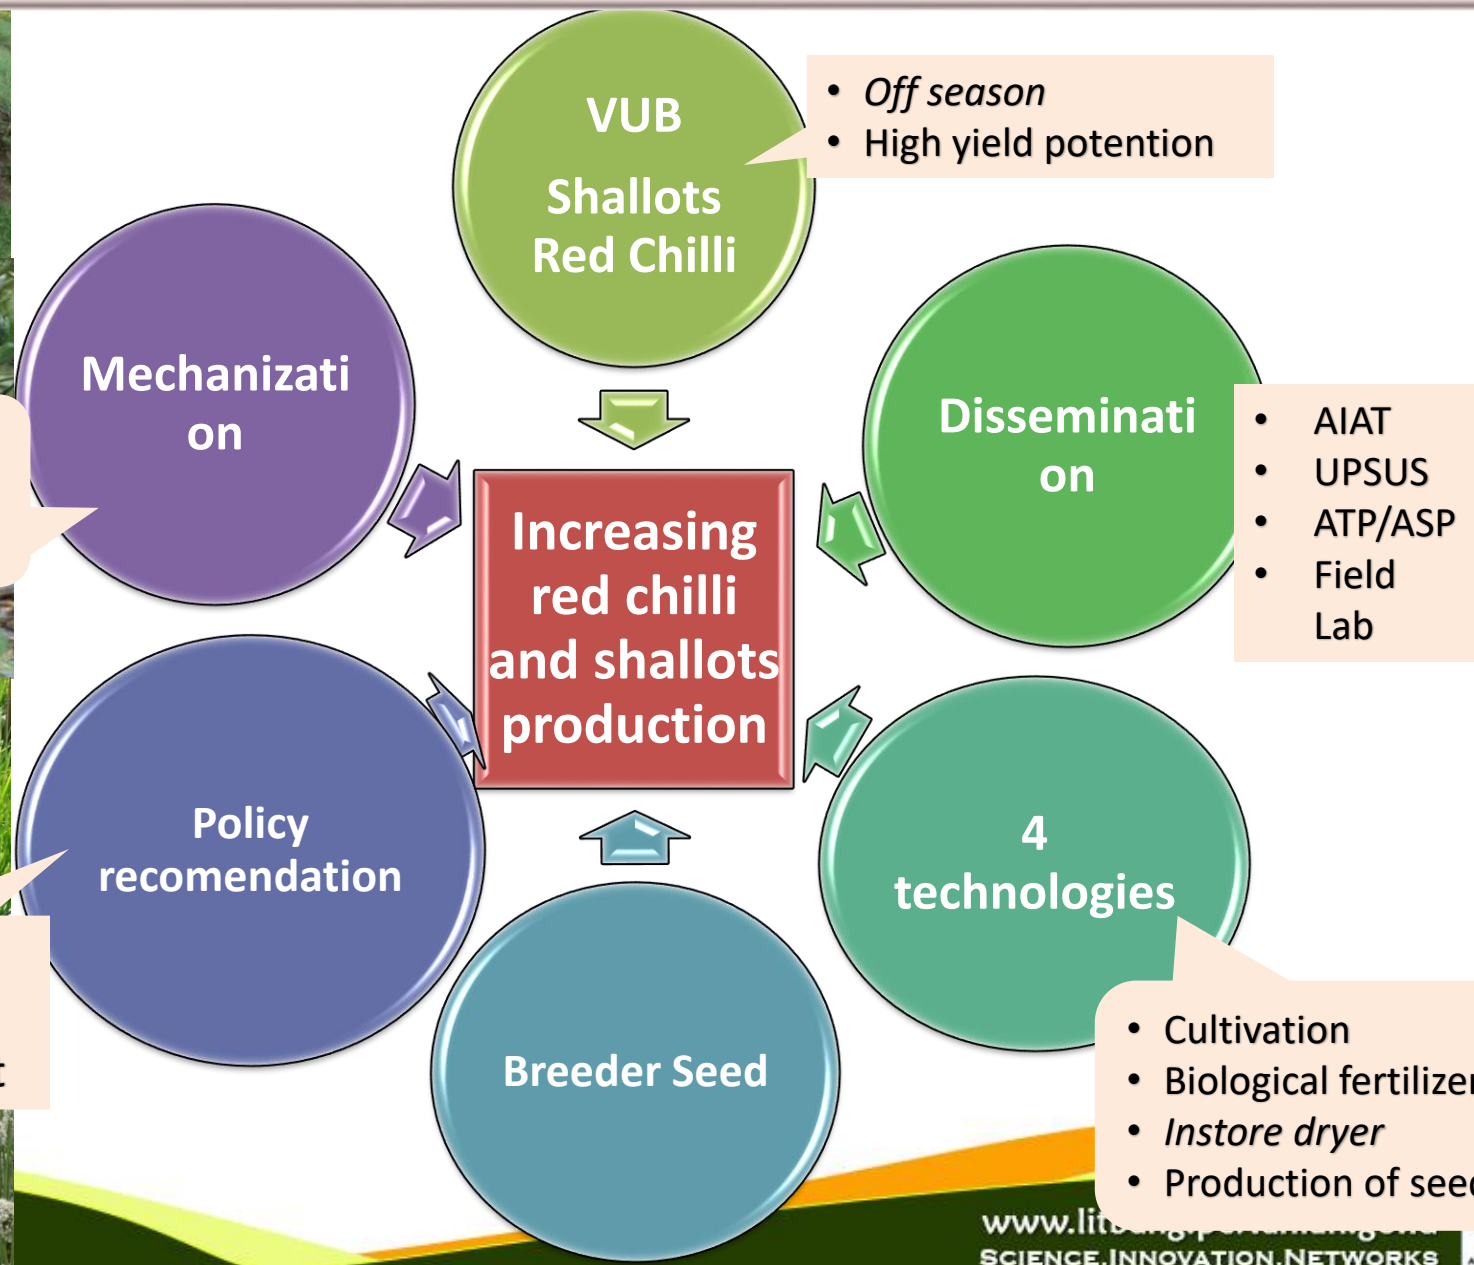 VUB
Shallots
Red Chilli
• Off season
• High yield potention
Mechanizati
on
Disseminati
on
• AIAT
• UPSUS
• ATP/ASP
• Field
Lab
Increasing
red chilli
and shallots
production
Policy
recomendation
4
technologies
Breeder Seed
• Cultivation
• Biological fertilizer
• Instore dryer
• Production of seed
SCIENCE.INNOVATION.NETWORKS